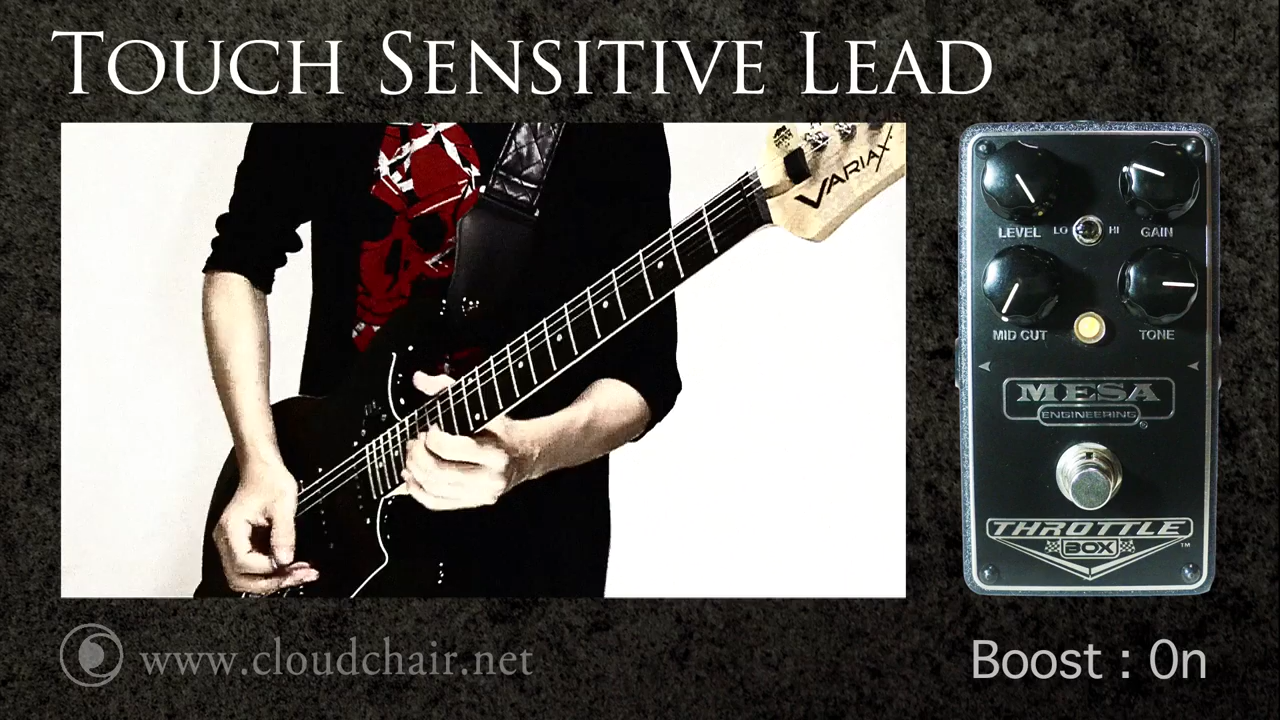 TOUCH SENSITIVE LEAD
VARIAX
LEVEL LO HI GAIN
MID CUT TONE
MESA
ENGINEERING
®
THROTTLE
BOX ™
www.cloudchair.net
Boost : On